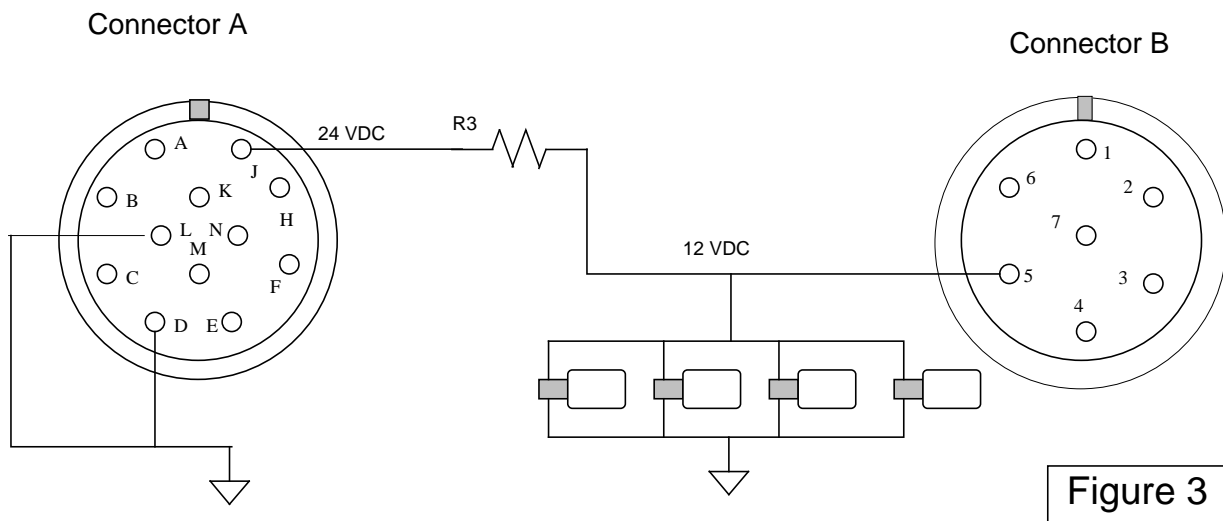 Connector A
Connector B
24 VDC
R3
A
J
B
K
H
L
N
M
C
F
D
E
12 VDC
1
6
2
7
5
3
4
Figure 3